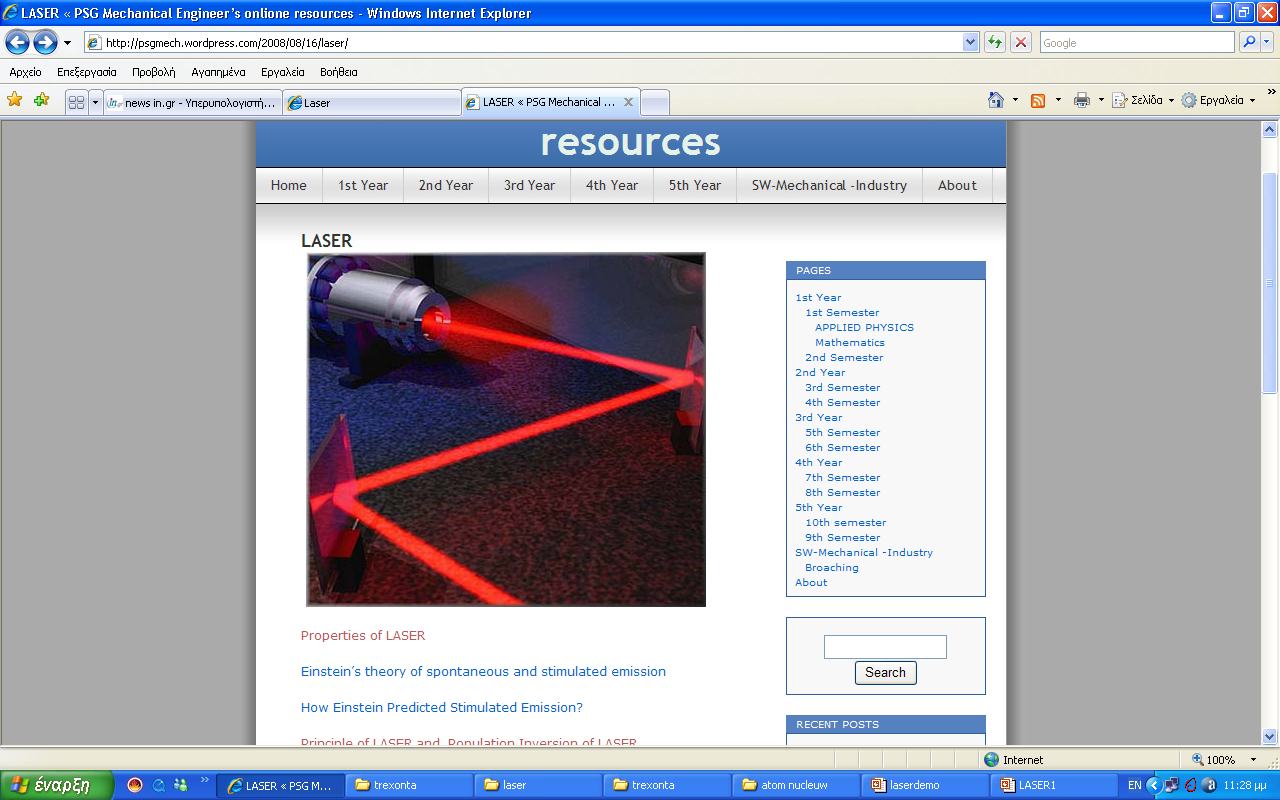 LASER « PSG Mechanical Engineer's onlione resources - Windows Internet Explorer
http://psgmech.wordpress.com/2008/08/16/laser/
Google
Αρχείο Επεξεργασία Προβολή Αγαπημένα Εργαλεία Βοήθεια
news in.gr - Υπερυπολογιστή... Laser LASER « PSG Mechanical ... Σελίδα Εργαλεία
resources
Home 1st Year 2nd Year 3rd Year 4th Year 5th Year SW-Mechanical -Industry About
LASER
Properties of LASER
Einstein's theory of spontaneous and stimulated emission
How Einstein Predicted Stimulated Emission?
Principle of LASER and Population Inversion of LASER
PAGES
1st Year
1st Semester
APPLIED PHYSICS
Mathematics
2nd Semester
2nd Year
3rd Semester
4th Semester
3rd Year
5th Semester
6th Semester
4th Year
7th Semester
8th Semester
5th Year
10th semester
9th Semester
SW-Mechanical -Industry
Broaching
About
Search
RECENT POSTS
Internet 100%
έναρξη LASER « PSG M... trexonta laser trexonta atom nucleuw laserdemo LASER1 EN 11:28 μμ